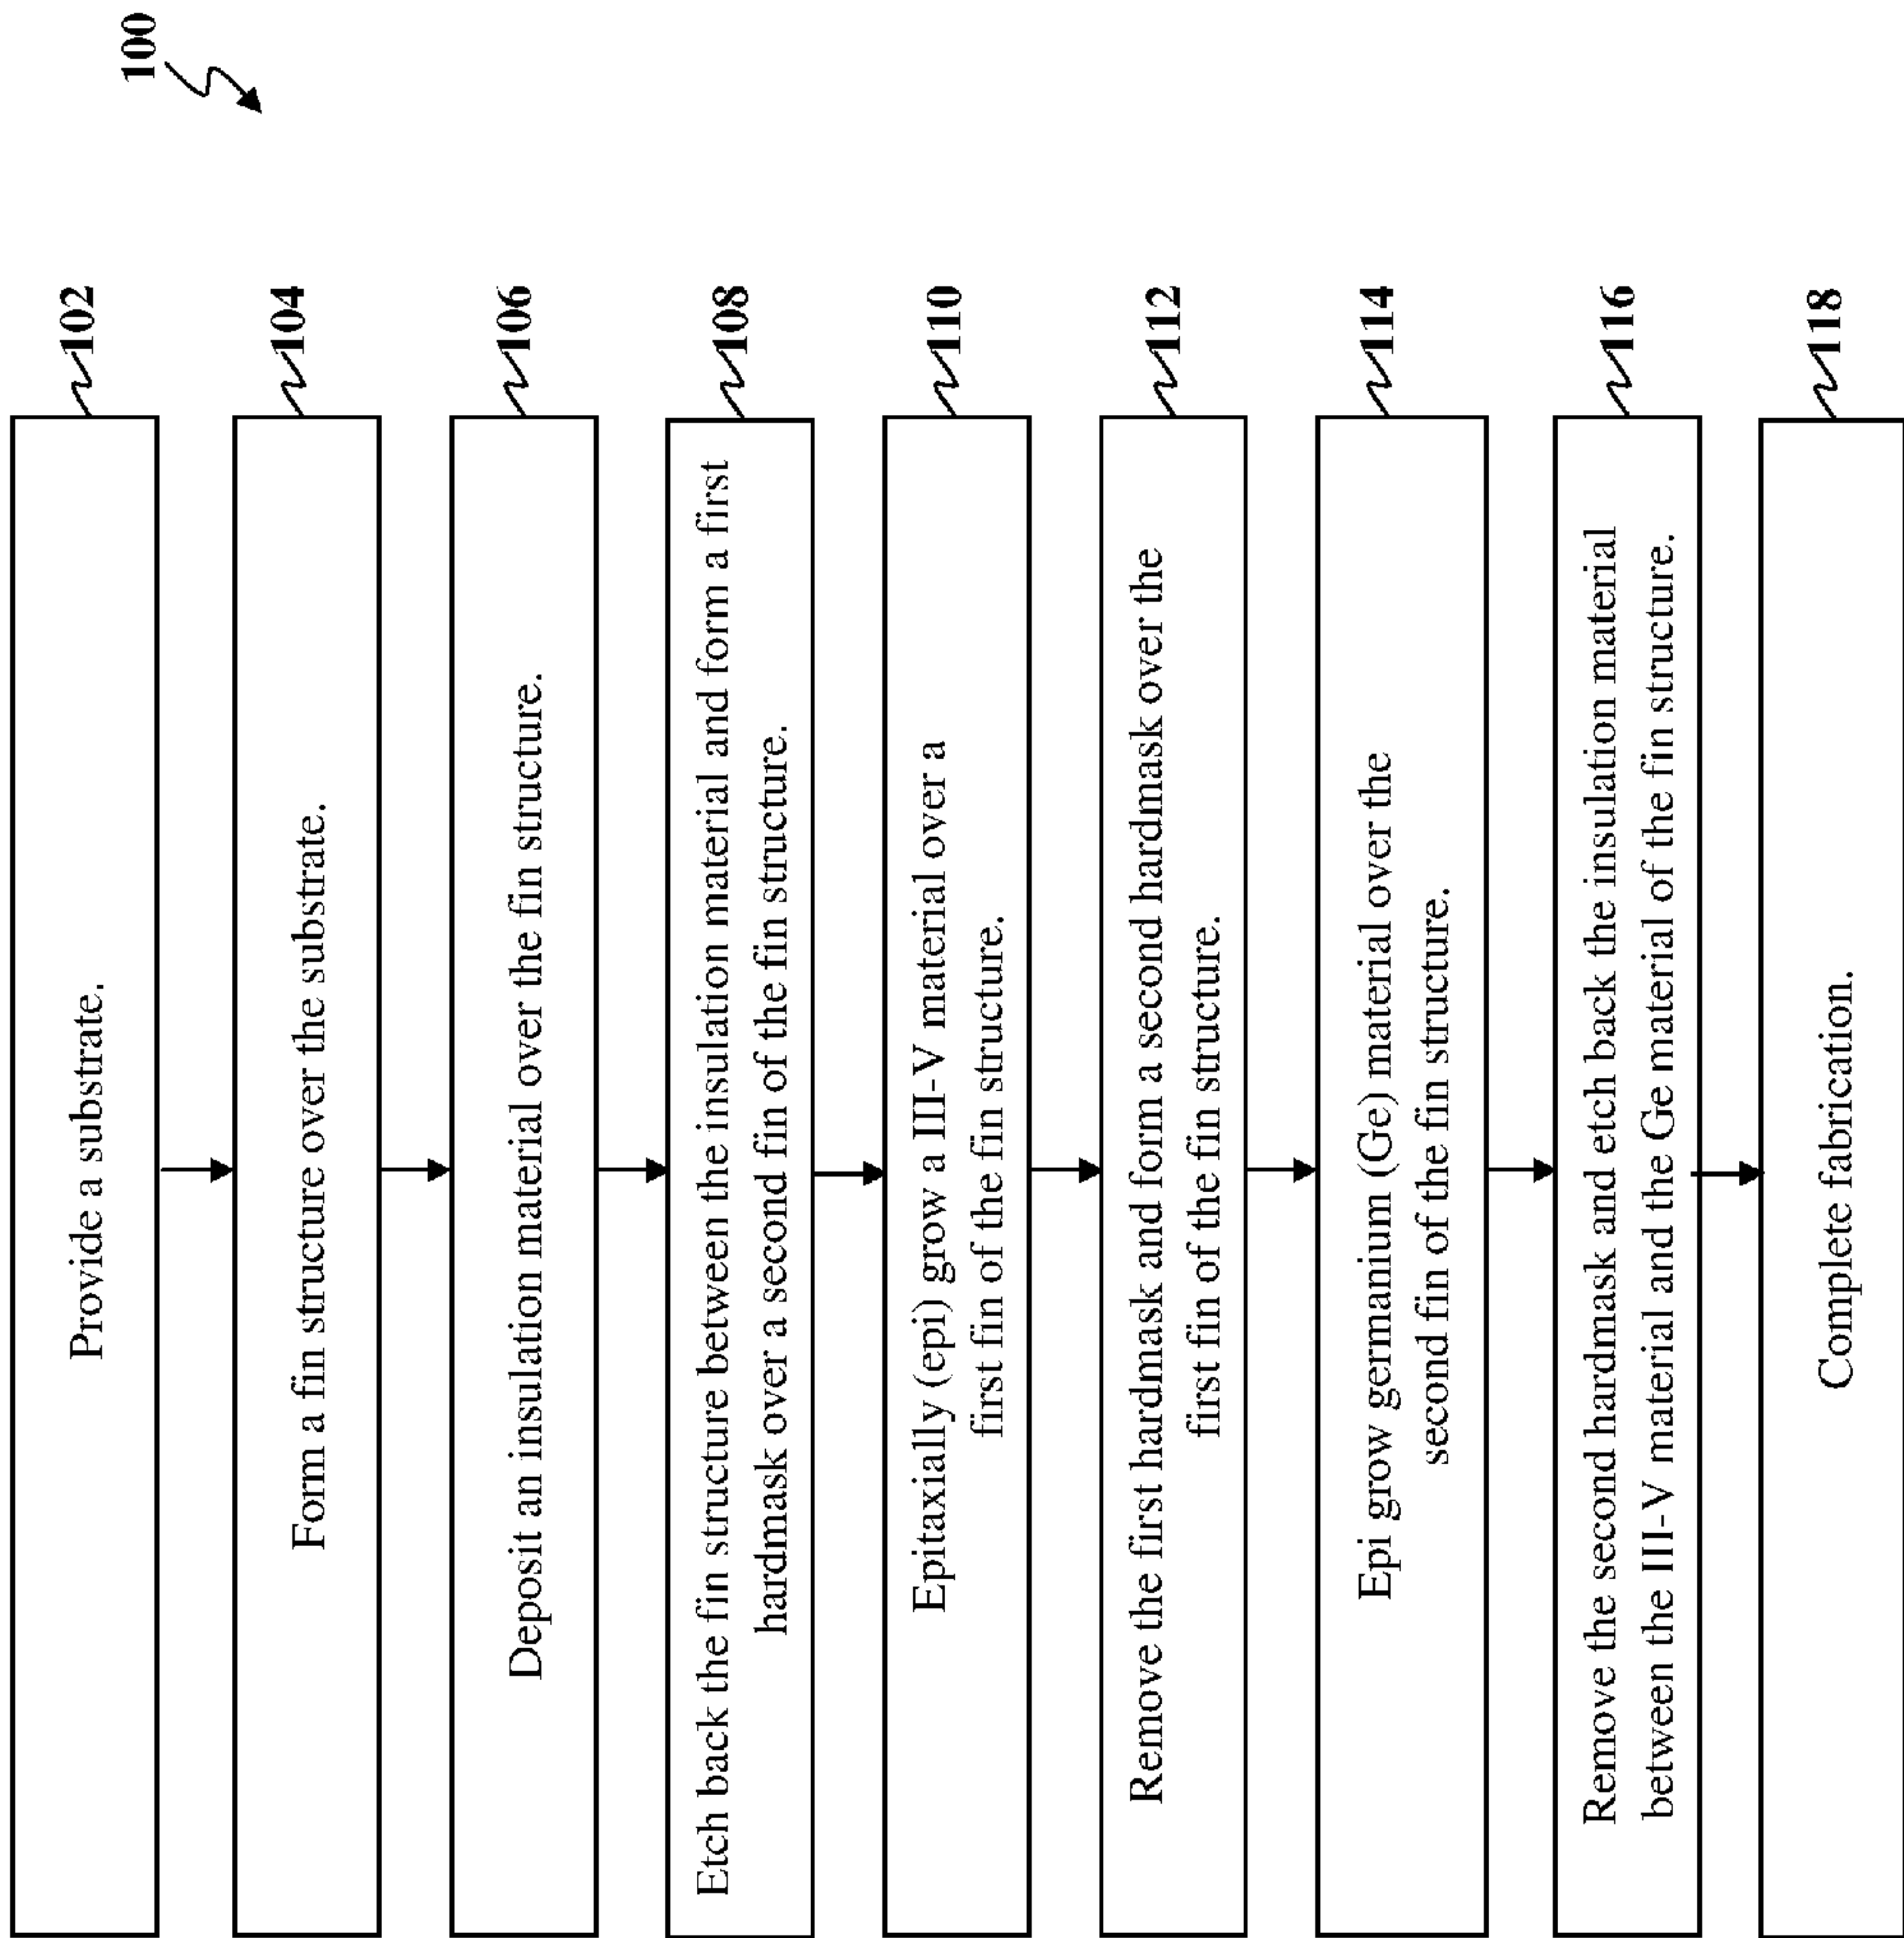 100
Provide a substrate.
102
Form a fin structure over the substrate.
104
Deposit an insulation material over the fin structure.
106
Etch back the fin structure between the insulation material and form a first
hardmask over a second fin of the fin structure.
108
Epitaxially (epi) grow a III-V material over a
first fin of the fin structure.
110
Remove the first hardmask and form a second hardmask over the
first fin of the fin structure.
112
Epi grow germanium (Ge) material over the
second fin of the fin structure.
114
Remove the second hardmask and etch back the insulation material
between the III-V material and the Ge material of the fin structure.
116
Complete fabrication.
118